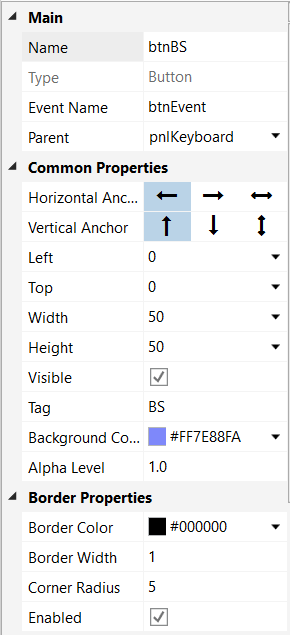 Main
Name btnBS
Type Button
Event Name btnEvent
Parent pnlKeyboard
Common Properties
Horizontal Anc...
Vertical Anchor
Left 0
Top 0
Width 50
Height 50
Visible
Tag BS
Background Co... #FF7E88FA
Alpha Level 1.0
Border Properties
Border Color #000000
Border Width 1
Corner Radius 5
Enabled